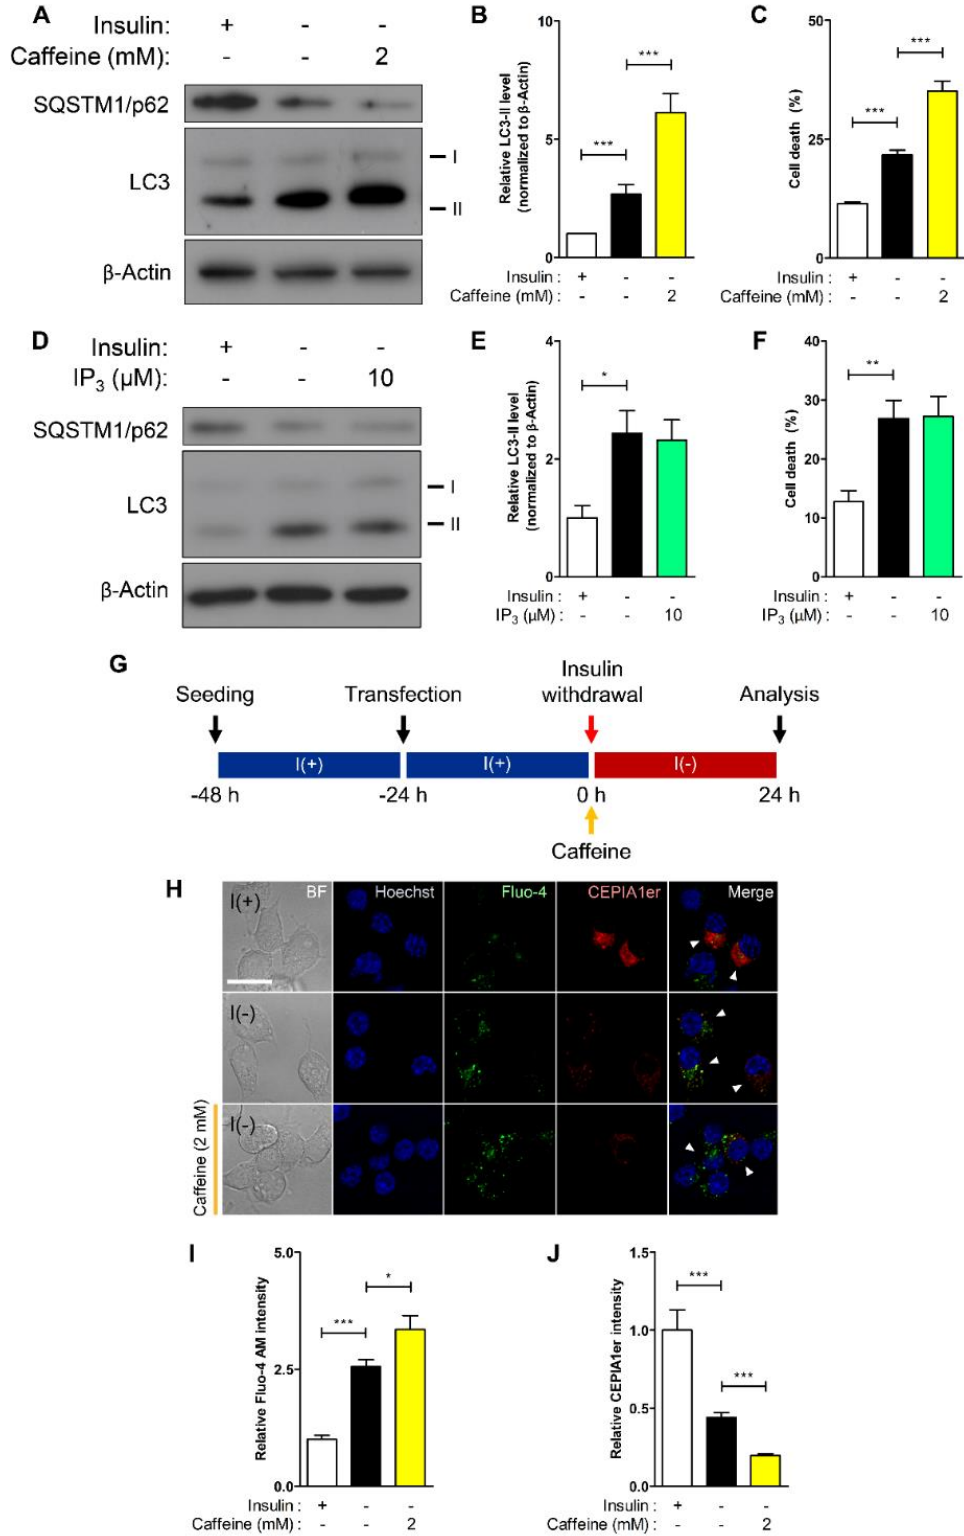 A
Insulin: + - -
Caffeine (mM): - - 2
SQSTM1/p62
LC3
I
II
β-Actin
B
Relative LC3-II level
(normalized to β-Actin)
10
5
0
***
***
Insulin : + - -
Caffeine (mM) : - - 2
C
Cell death (%)
50
25
0
***
***
Insulin : + - -
Caffeine (mM) : - - 2
D
Insulin: + - -
IP3 (μM): - - 10
SQSTM1/p62
LC3
I
II
β-Actin
E
Relative LC3-II level
(normalized to β-Actin)
4
2
0
*
Insulin : + - -
IP3 (μM) : - - 10
F
Cell death (%)
40
30
20
10
0
**
Insulin : + - -
IP3 (μM) : - - 10
G
Seeding
Transfection
Insulin
withdrawal
Analysis
I(+)
I(+)
I(-)
-48 h
-24 h
0 h
24 h
Caffeine
H
BF
Hoechst
Fluo-4
CEPIA1er
Merge
I(+)
I(-)
I(-)
Caffeine (2 mM)
I
Relative Fluo-4 AM intensity
5.0
2.5
0.0
***
*
Insulin : + - -
Caffeine (mM) : - - 2
J
Relative CEPIA1er intensity
1.5
1.0
0.5
0.0
***
***
Insulin : + - -
Caffeine (mM) : - - 2